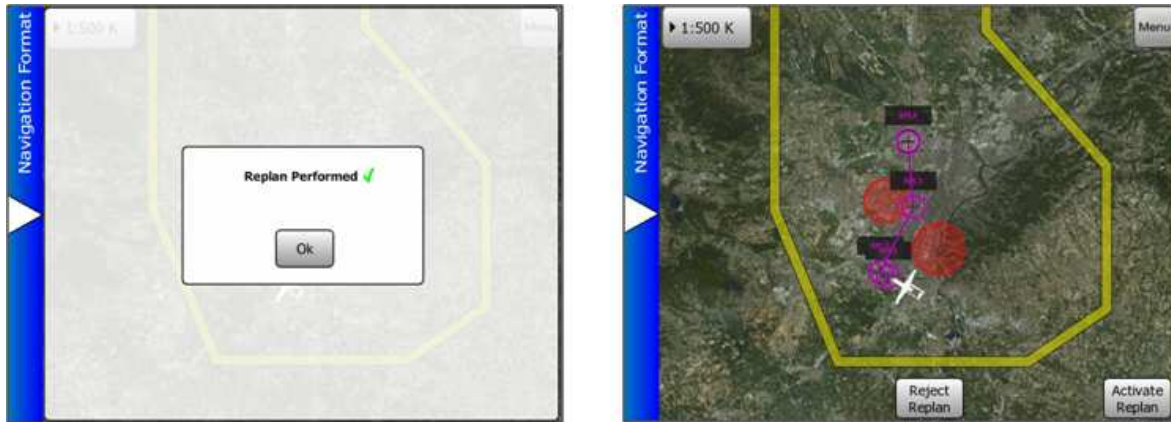 Navigation Format
1:500 K
Menu
Replan Performed
Ok
Navigation Format
1:500 K
Menu
Reject
Replan
Activate
Replan